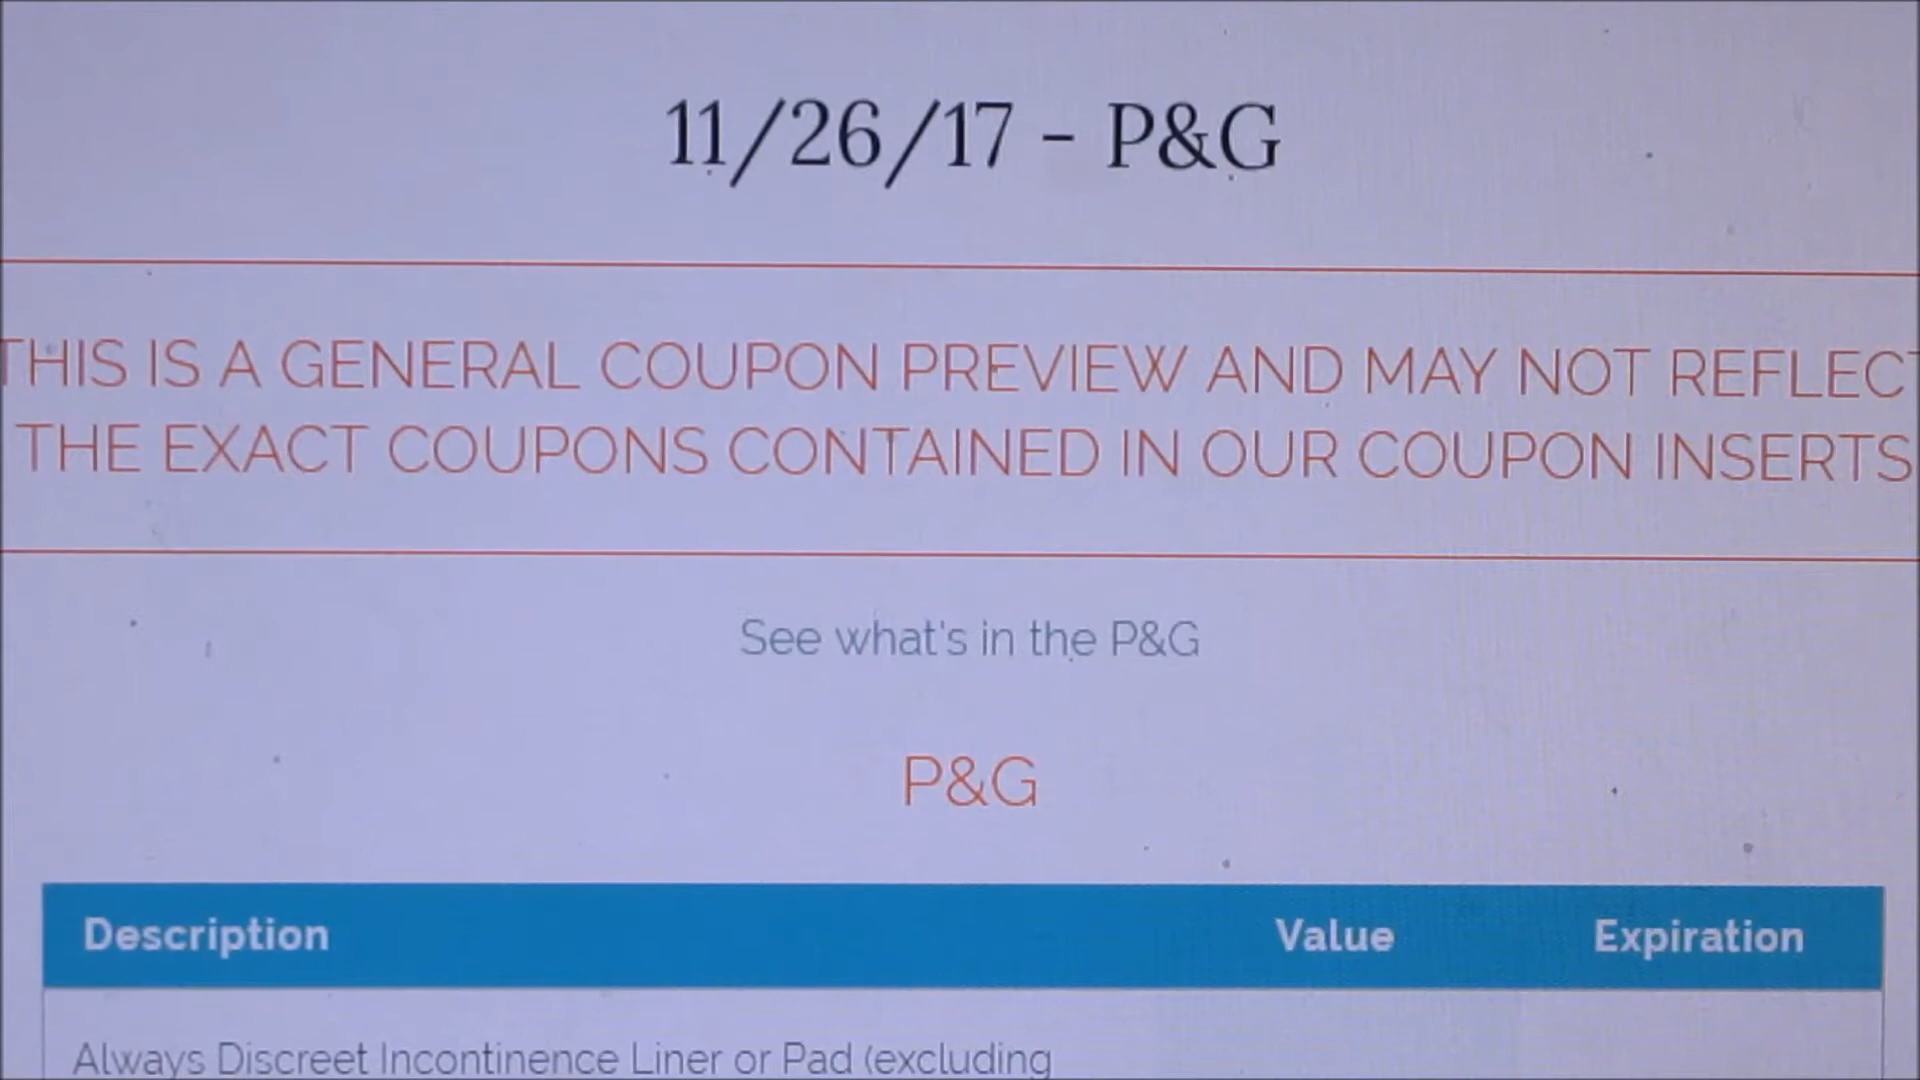 11/26/17 - P&G
THIS IS A GENERAL COUPON PREVIEW AND MAY NOT REFLECT
THE EXACT COUPONS CONTAINED IN OUR COUPON INSERTS
See what's in the P&G
P&G
Description Value Expiration
Always Discreet Incontinence Liner or Pad (excluding